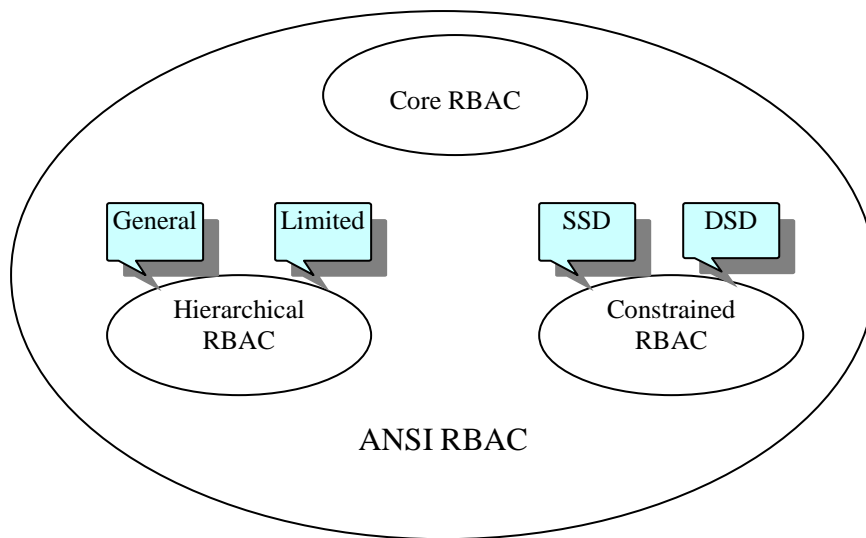 Core RBAC
General
Limited
SSD
DSD
Hierarchical
RBAC
Constrained
RBAC
ANSI RBAC